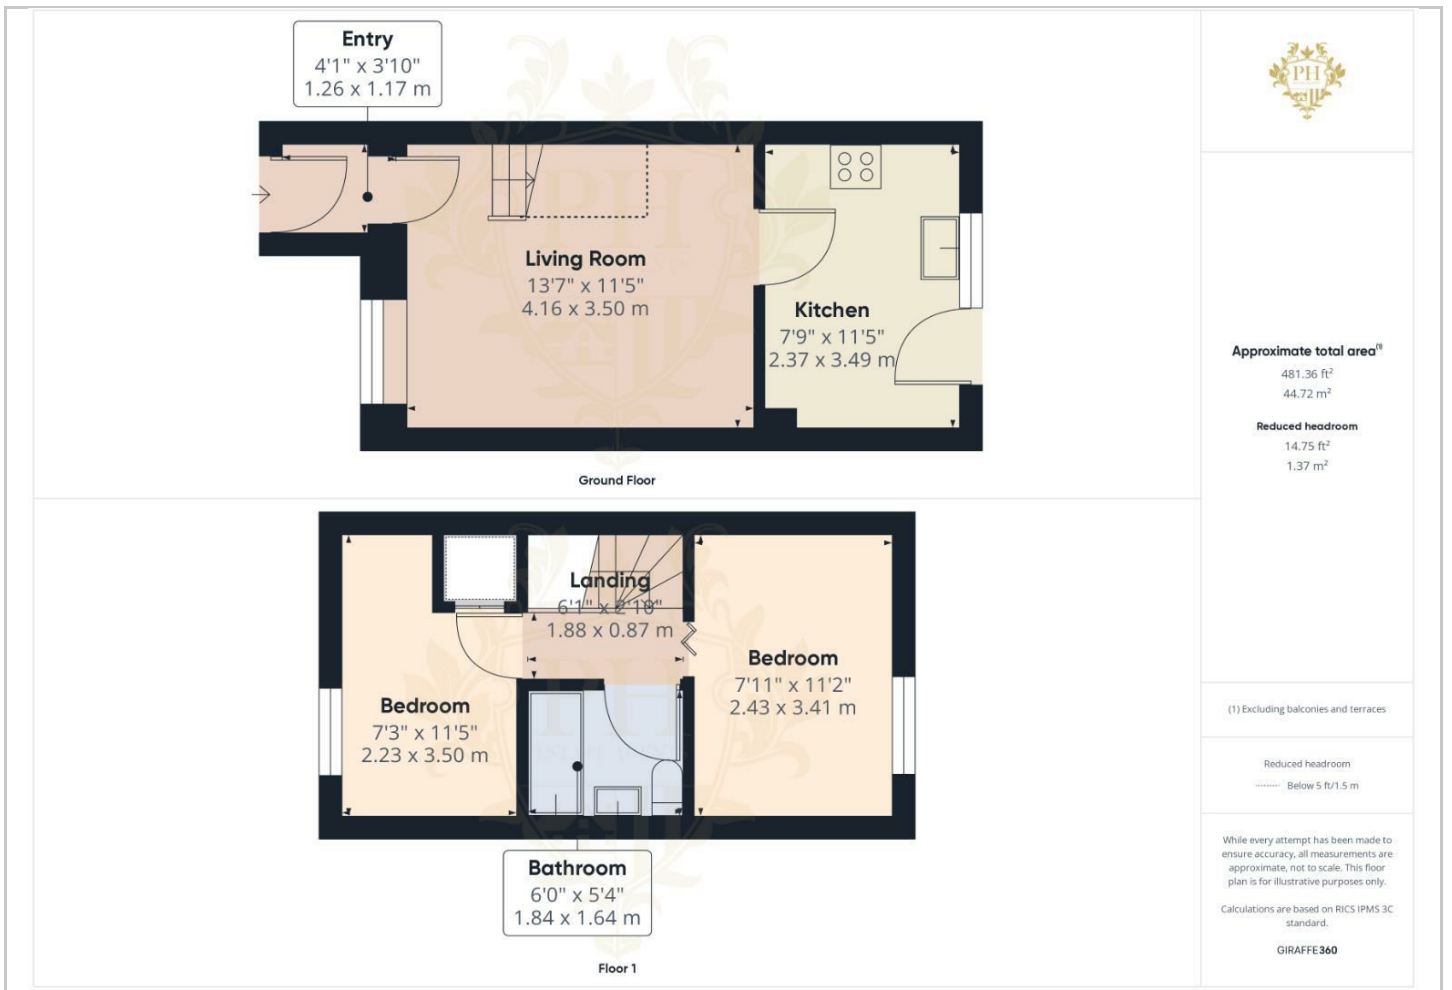 Entry
4'1" x 3'10"
1.26 x 1.17 m
Living Room
13'7" x 11'5"
4.16 x 3.50 m
Kitchen
7'9" x 11'5"
2.37 x 3.49 m
Ground Floor
Landing
6'1" x 2'10"
1.88 x 0.87 m
Bedroom
7'11" x 11'2"
2.43 x 3.41 m
Bedroom
7'3" x 11'5"
2.23 x 3.50 m
Bathroom
6'0" x 5'4"
1.84 x 1.64 m
Floor 1
PH
Approximate total area(1)
481.36 ft²
44.72 m²
Reduced headroom
14.75 ft²
1.37 m²
(1) Excluding balconies and terraces
Reduced headroom
Below 5 ft/1.5 m
While every attempt has been made to
ensure accuracy, all measurements are
approximate, not to scale. This floor
plan is for illustrative purposes only.
Calculations are based on RICS IPMS 3C
standard.
GIRAFFE360